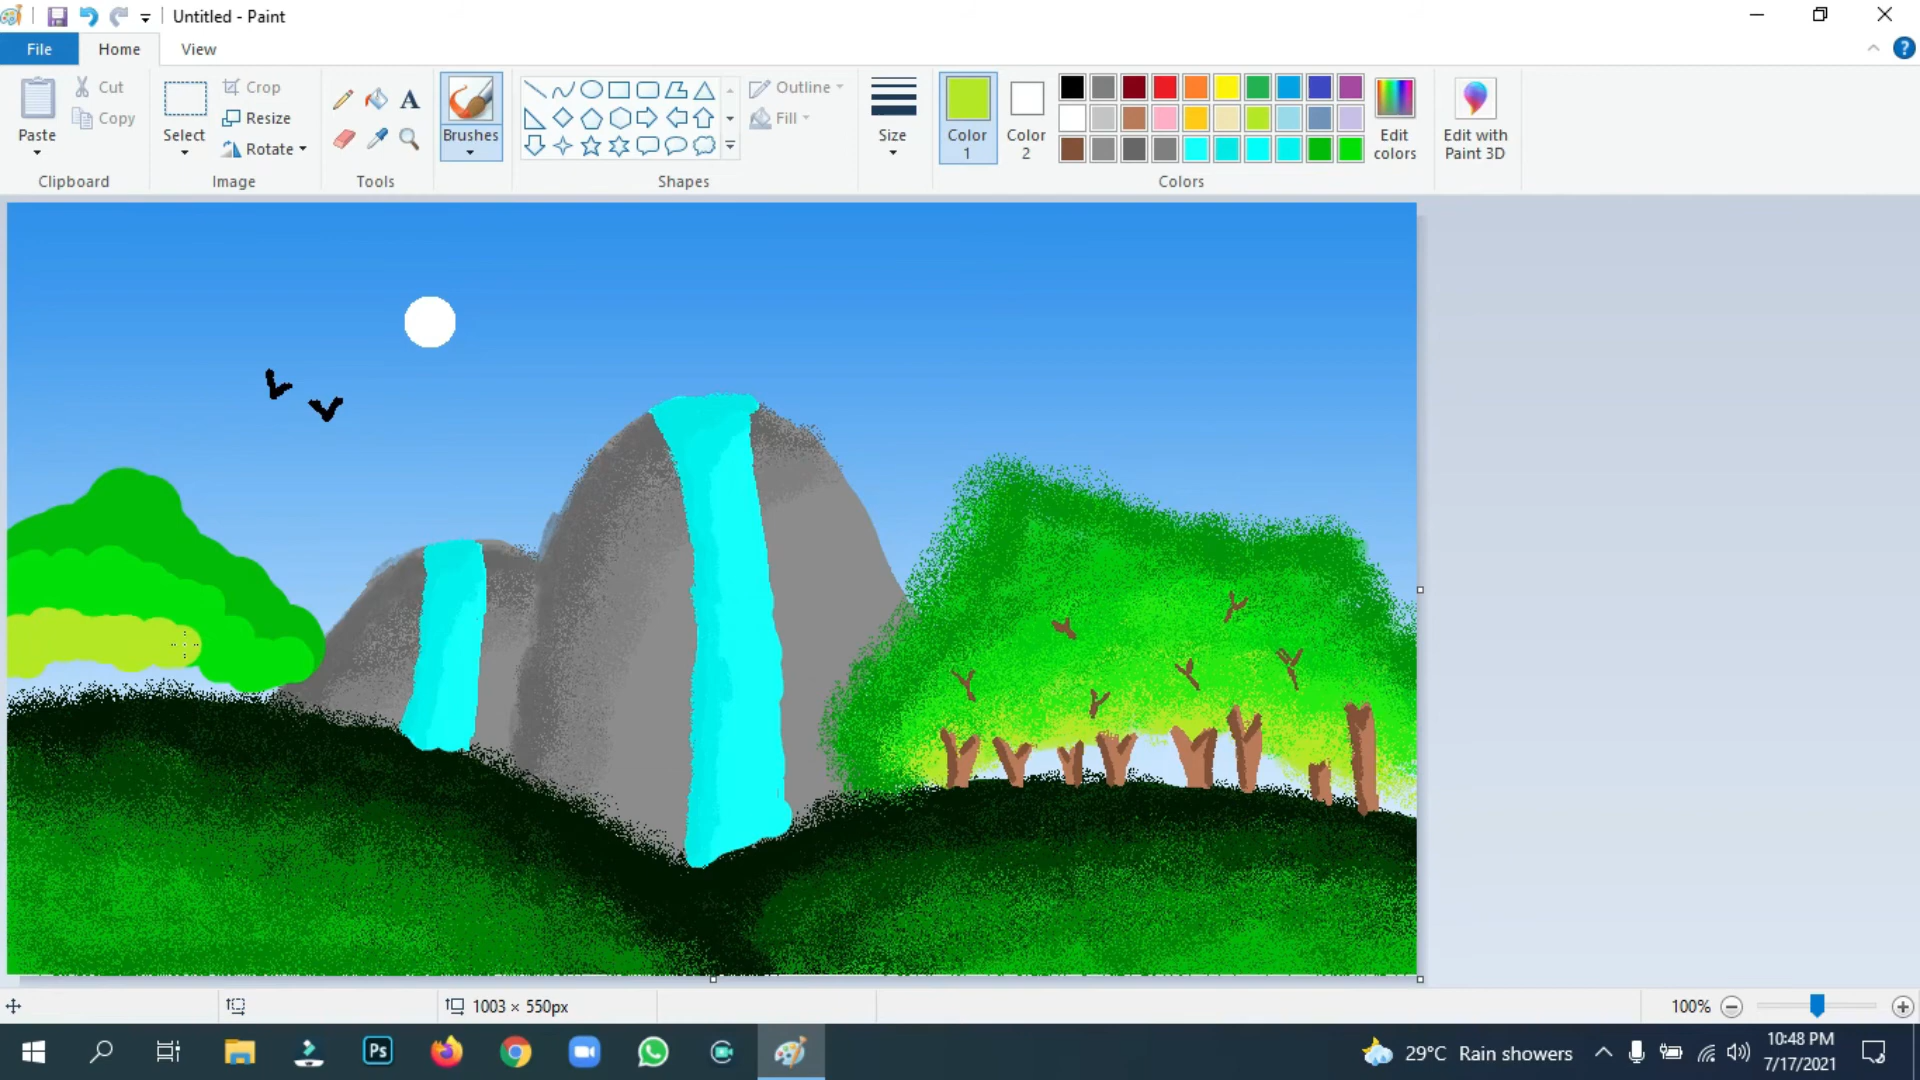 Untitled - Paint
File Home View
Paste
Cut
Copy
Clipboard
Select
Crop
Resize
Rotate
Image
A
Tools
Brushes
Shapes
Outline
Fill
Size
Color 1
Color 2
Edit colors
Colors
Edit with Paint 3D
?
1003 × 550px
100%
Ps
29°C Rain showers
10:48 PM
7/17/2021